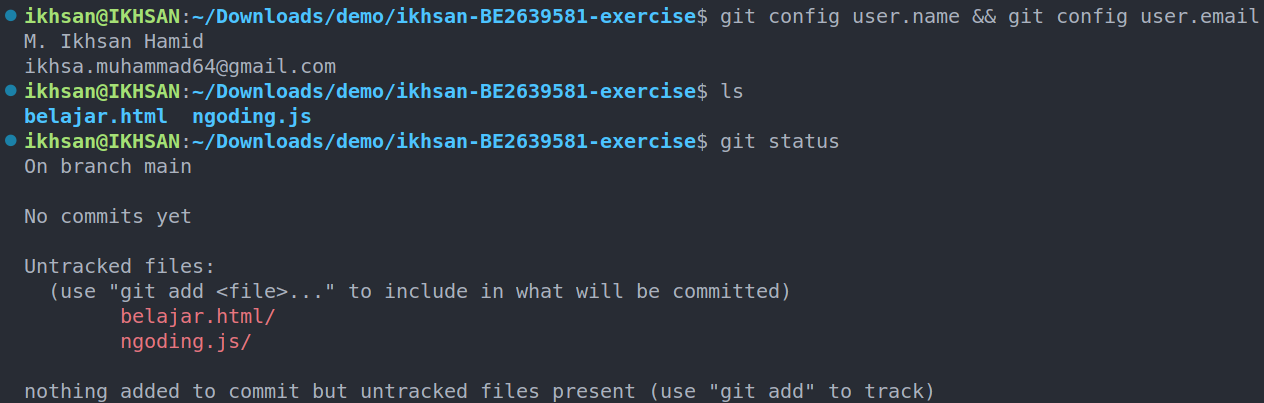 ikhsan@IKHSAN:~/Downloads/demo/ikhsan-BE2639581-exercise$ git config user.name && git config user.email
M. Ikhsan Hamid
ikhsa.muhammad64@gmail.com
ikhsan@IKHSAN:~/Downloads/demo/ikhsan-BE2639581-exercise$ ls
belajar.html  ngoding.js
ikhsan@IKHSAN:~/Downloads/demo/ikhsan-BE2639581-exercise$ git status
On branch main
No commits yet
Untracked files:
  (use "git add <file>..." to include in what will be committed)
        belajar.html/
        ngoding.js/
nothing added to commit but untracked files present (use "git add" to track)